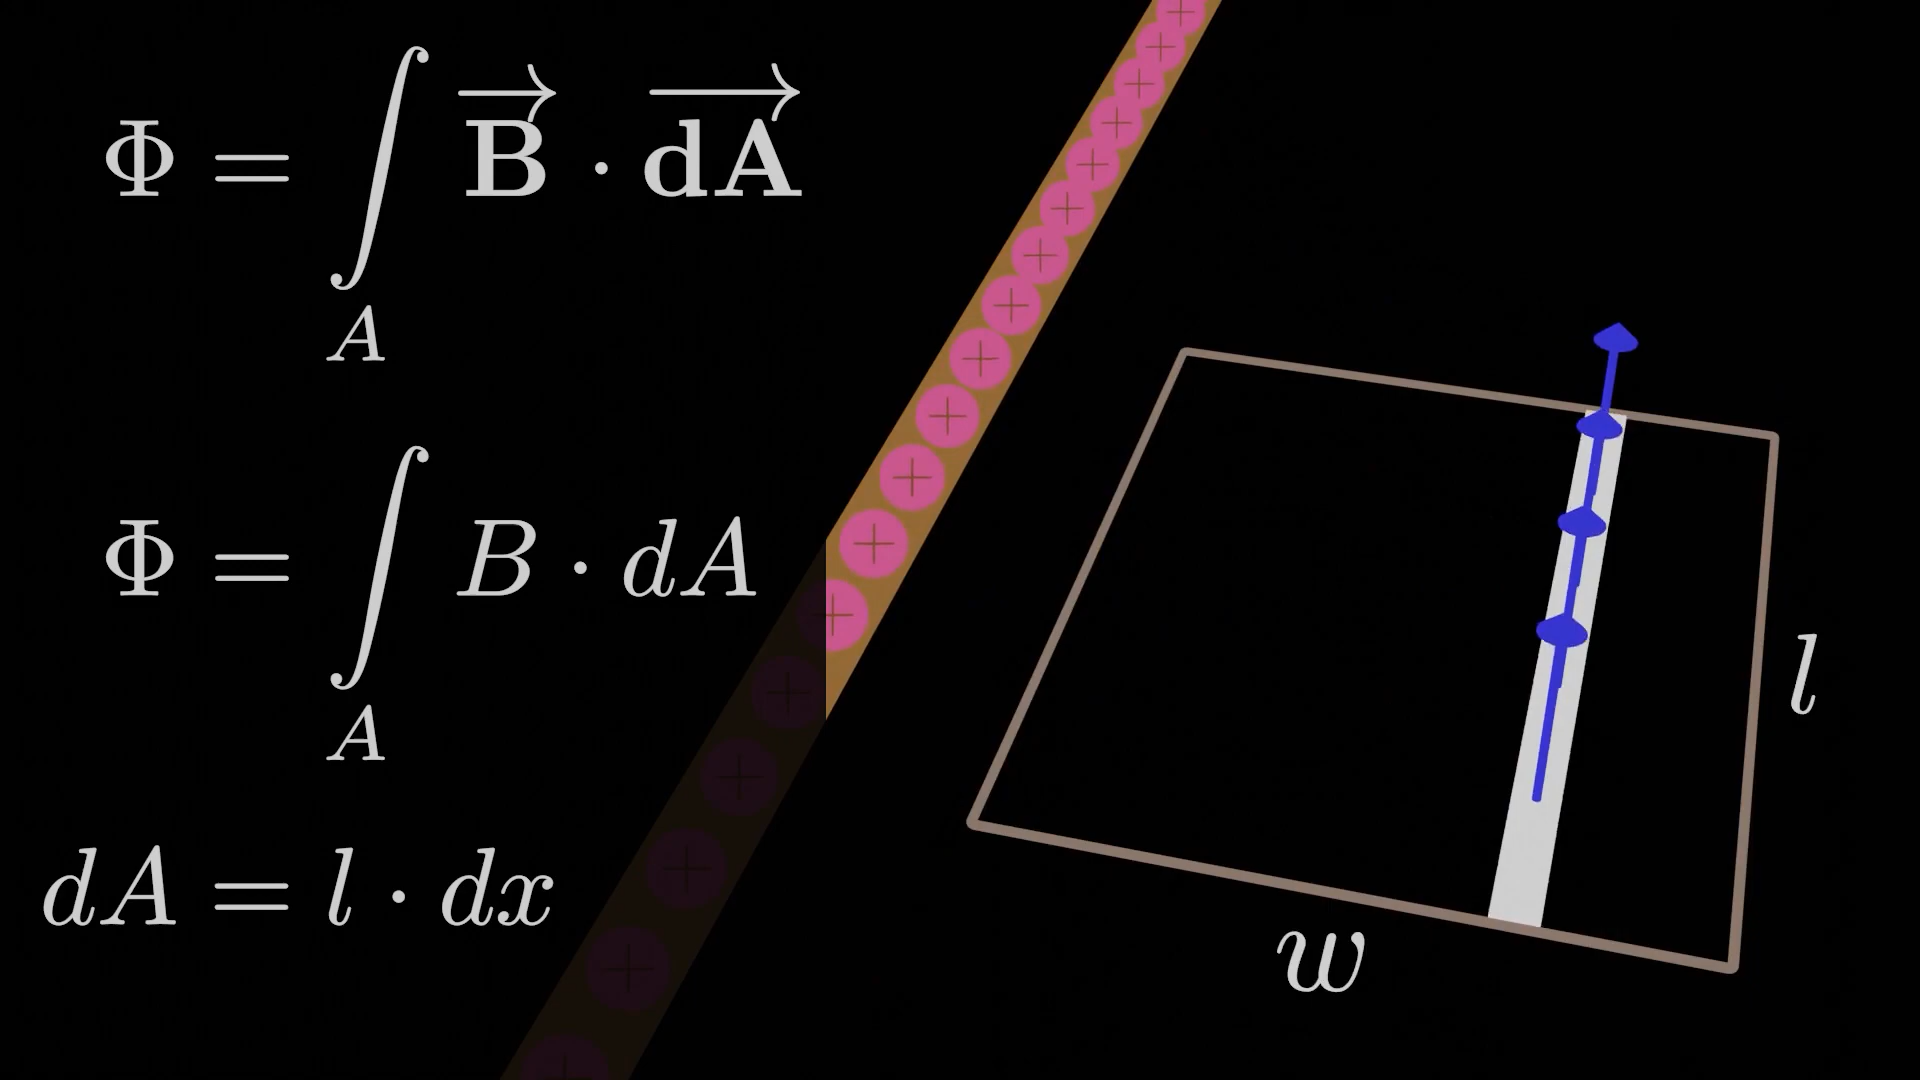 Φ = ∫_A B⃗ · dA⃗
Φ = ∫_A B · dA
dA = l · dx
l
w